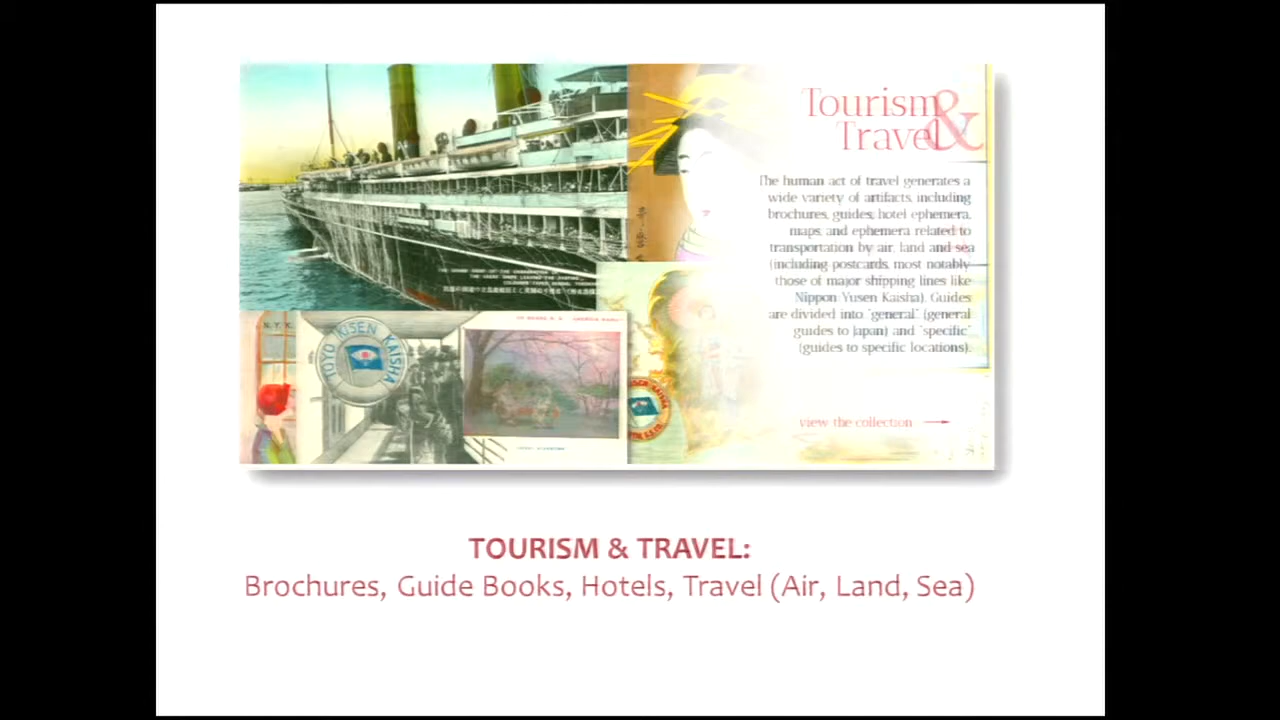 Tourism &
Travel
The human act of travel generates a
wide variety of artifacts, including
brochures, guides, hotel ephemera,
maps, and ephemera related to
transportation by air, land and sea
(including postcards, most notably
those of major shipping lines like
Nippon Yusen Kaisha). Guides
are divided into "general" (general
guides to Japan) and "specific"
(guides to specific locations).
view the collection
N.Y.K.
TOYO KISEN KAISHA
TOURISM & TRAVEL:
Brochures, Guide Books, Hotels, Travel (Air, Land, Sea)